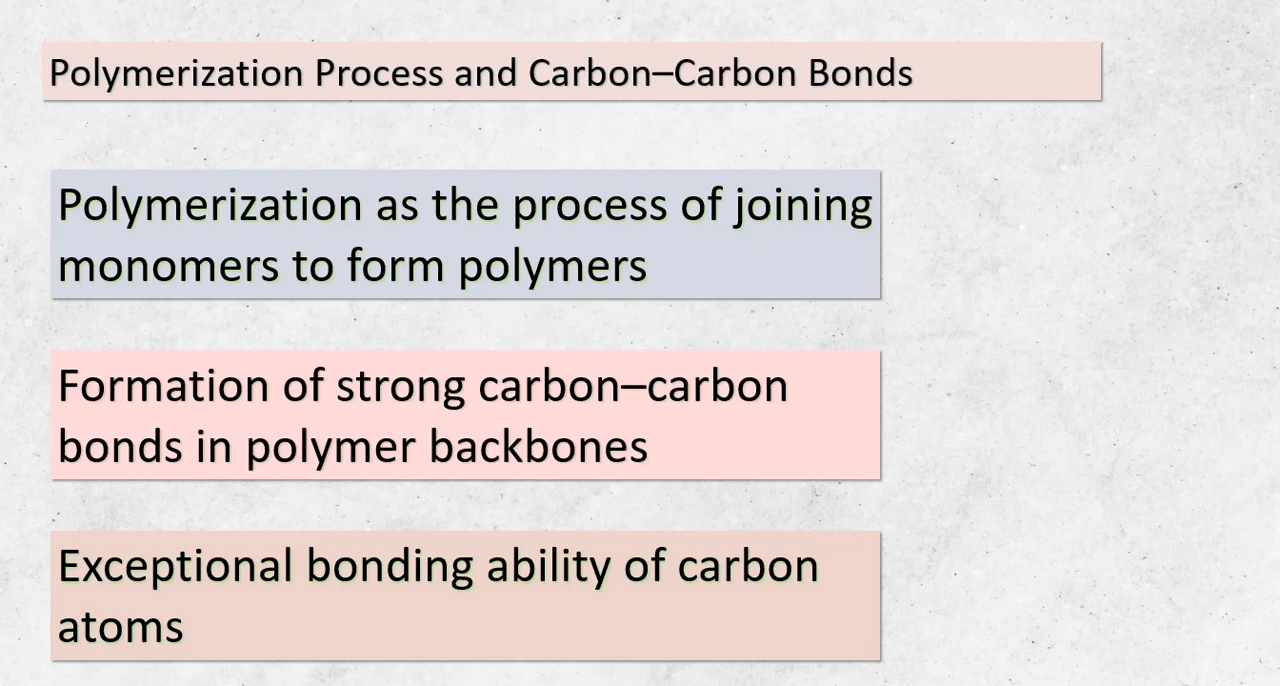 Polymerization Process and Carbon–Carbon Bonds
Polymerization as the process of joining
monomers to form polymers
Formation of strong carbon–carbon
bonds in polymer backbones
Exceptional bonding ability of carbon
atoms